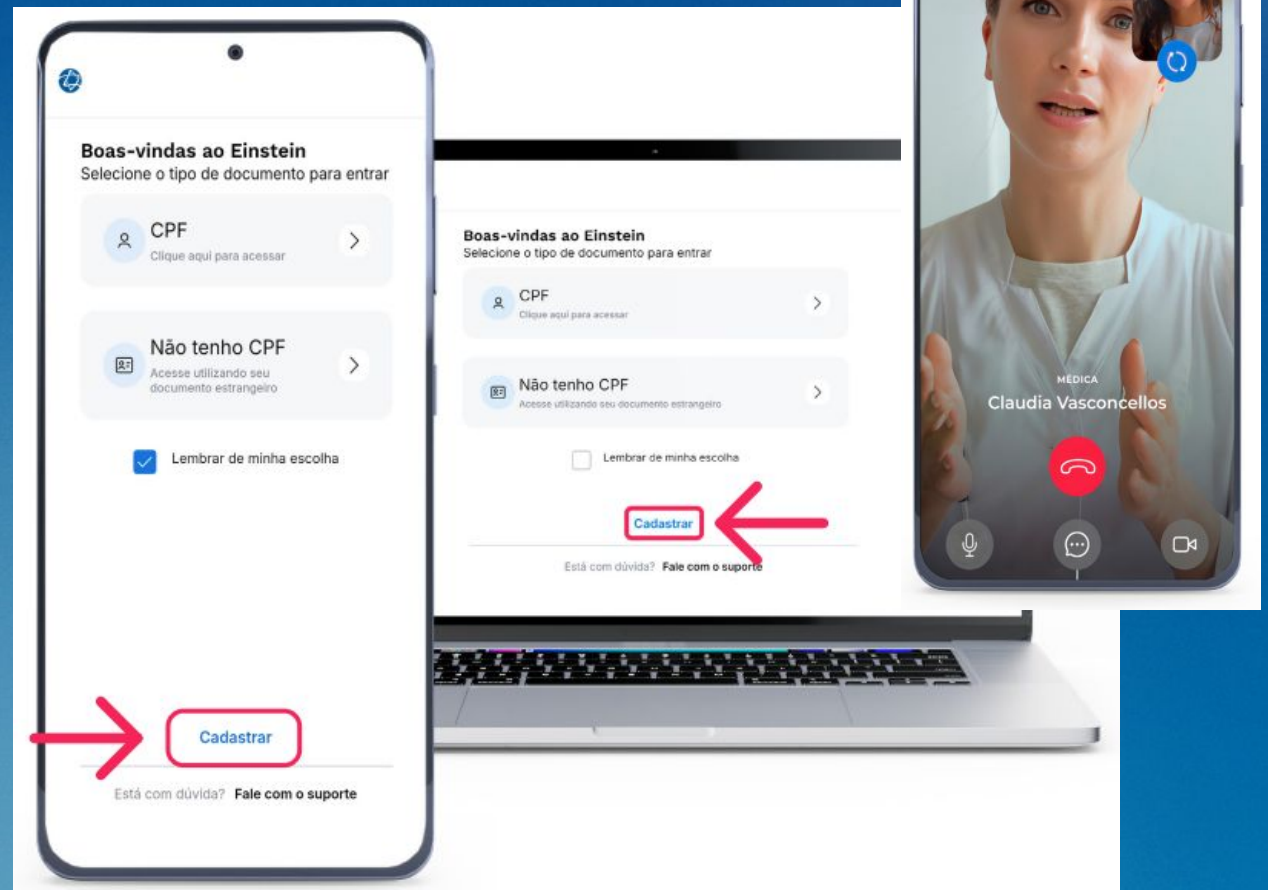 Boas-vindas ao Einstein
Selecione o tipo de documento para entrar
CPF
Clique aqui para acessar
Não tenho CPF
Acesse utilizando seu
documento estrangeiro
Lembrar de minha escolha
Cadastrar
Está com dúvida? Fale com o suporte
Boas-vindas ao Einstein
Selecione o tipo de documento para entrar
CPF
Clique aqui para acessar
Não tenho CPF
Acesse utilizando seu documento estrangeiro
Lembrar de minha escolha
Cadastrar
Está com dúvida? Fale com o suporte
MÉDICA
Claudia Vasconcellos